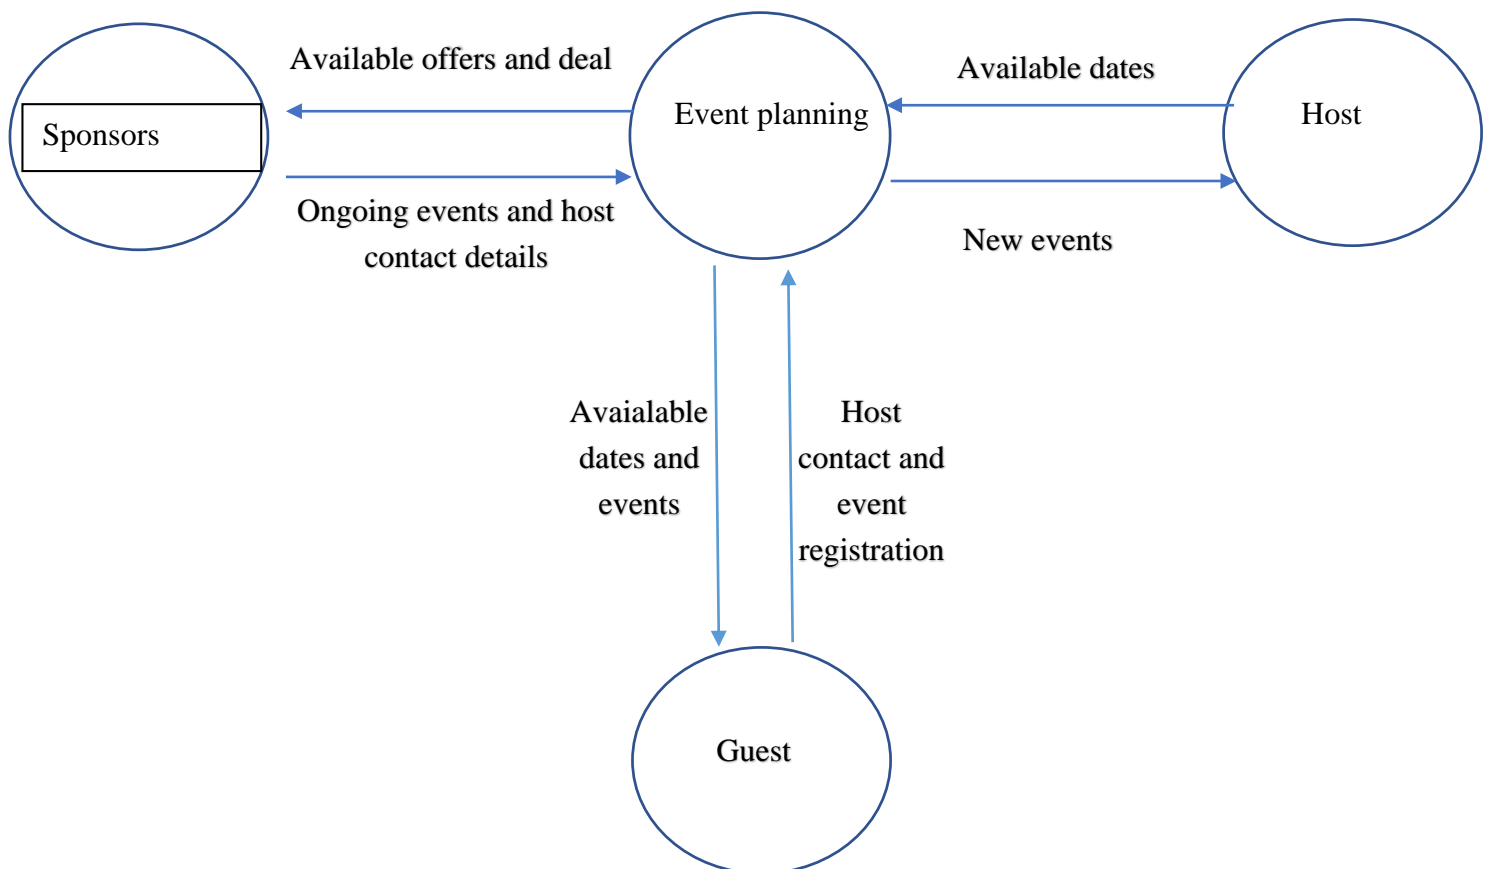 Available offers and deal
Sponsors
Ongoing events and host
contact details
Event planning
Available dates
Host
New events
Avaialable
dates and
events
Host
contact and
event
registration
Guest